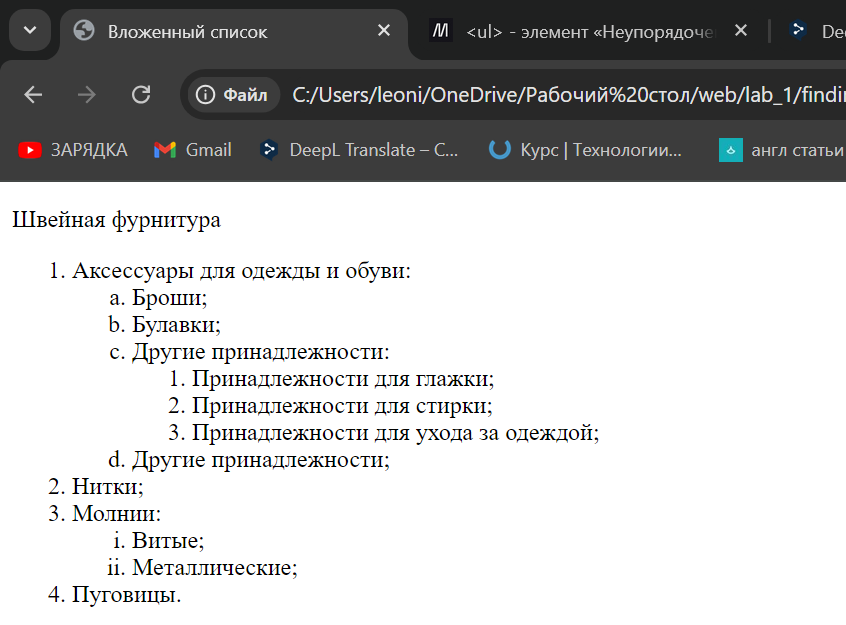 Вложенный список
<ul> - элемент «Неупорядоче
Dee
Файл
C:/Users/leoni/OneDrive/Рабочий%20стол/web/lab_1/findin
ЗАРЯДКА
Gmail
DeepL Translate – C...
Курс | Технологии...
англ статьи
Швейная фурнитура
1. Аксессуары для одежды и обуви:
a. Броши;
b. Булавки;
c. Другие принадлежности:
1. Принадлежности для глажки;
2. Принадлежности для стирки;
3. Принадлежности для ухода за одеждой;
d. Другие принадлежности;
2. Нитки;
3. Молнии:
i. Витые;
ii. Металлические;
4. Пуговицы.